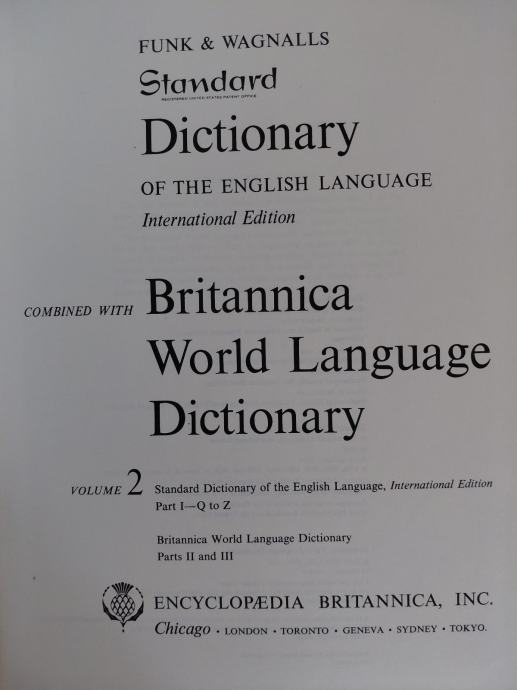 FUNK & WAGNALLS
Standard
REGISTERED UNITED STATES PATENT OFFICE
Dictionary
OF THE ENGLISH LANGUAGE
International Edition
COMBINED WITH Britannica
World Language
Dictionary
VOLUME 2 Standard Dictionary of the English Language, International Edition
Part I—Q to Z
Britannica World Language Dictionary
Parts II and III
ENCYCLOPÆDIA BRITANNICA, INC.
Chicago · LONDON · TORONTO · GENEVA · SYDNEY · TOKYO.